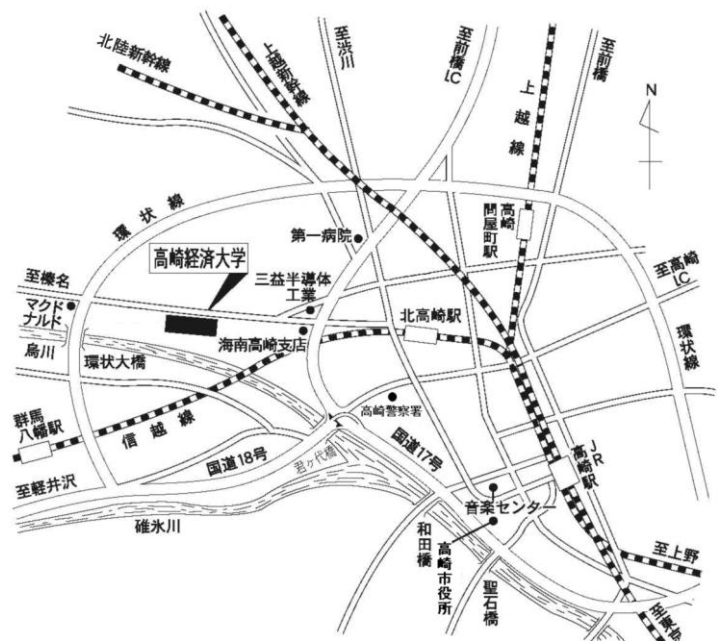 北陸新幹線
上越新幹線
至渋川
至前橋
I.C
上越線
至前橋
N
環状線
第一病院
高崎
問屋町駅
高崎経済大学
至榛名
三益半導体
工業
至高崎
I.C
マクド
ナルド
北高崎駅
烏川
環状大橋
海南高崎支店
環状線
高崎警察署
群馬
八幡駅
信越線
国道18号
君ヶ代橋
国道17号
JR
高崎駅
至軽井沢
碓氷川
音楽センター
和田橋
高崎市役所
聖石橋
至上野
至東京